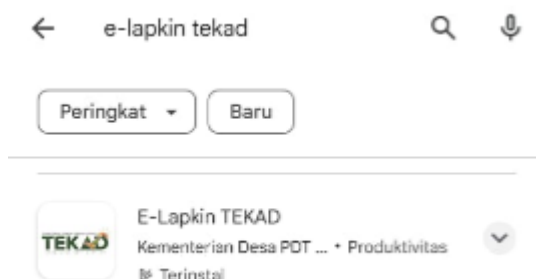 e-lapkin tekad
Peringkat Baru
TEKAD
E-Lapkin TEKAD
Kementerian Desa PDT ... • Produktivitas
Terinstal